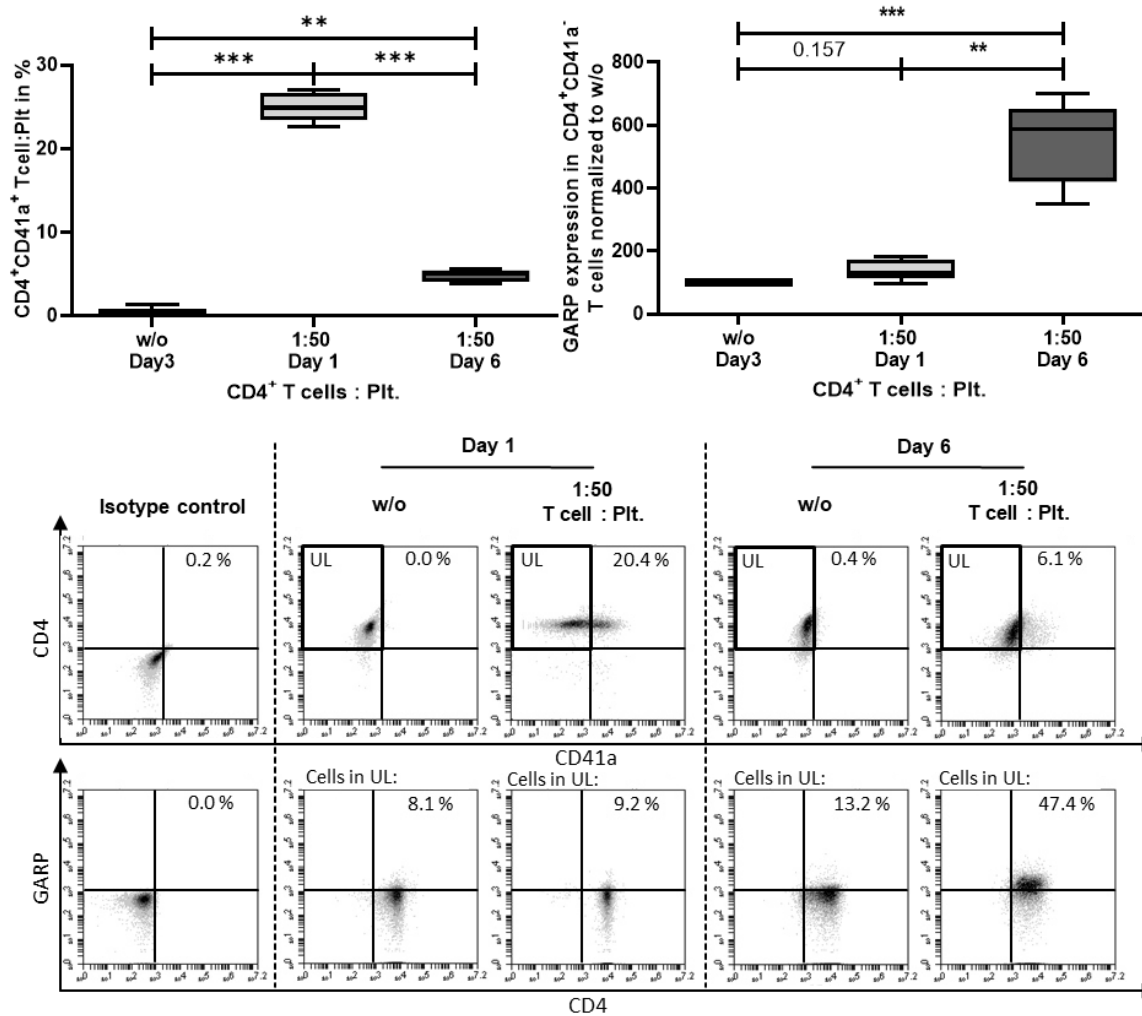 **
***
***
30
20
10
0
CD4⁺CD41a⁺ Tcell:Plt in %
w/o 1:50 1:50
Day3 Day 1 Day 6
CD4⁺ T cells : Plt.
***
0.157 **
800
600
400
200
0
GARP expression in CD4⁺CD41a⁻
T cells normalized to w/o
w/o 1:50 1:50
Day3 Day 1 Day 6
CD4⁺ T cells : Plt.
Day 1 Day 6
Isotype control
w/o
1:50
T cell : Plt.
w/o
1:50
T cell : Plt.
CD4
0.2 %
UL 0.0 %
UL 20.4 %
UL 0.4 %
UL 6.1 %
CD41a
Cells in UL: Cells in UL: Cells in UL: Cells in UL:
GARP
0.0 %
8.1 %
9.2 %
13.2 %
47.4 %
CD4